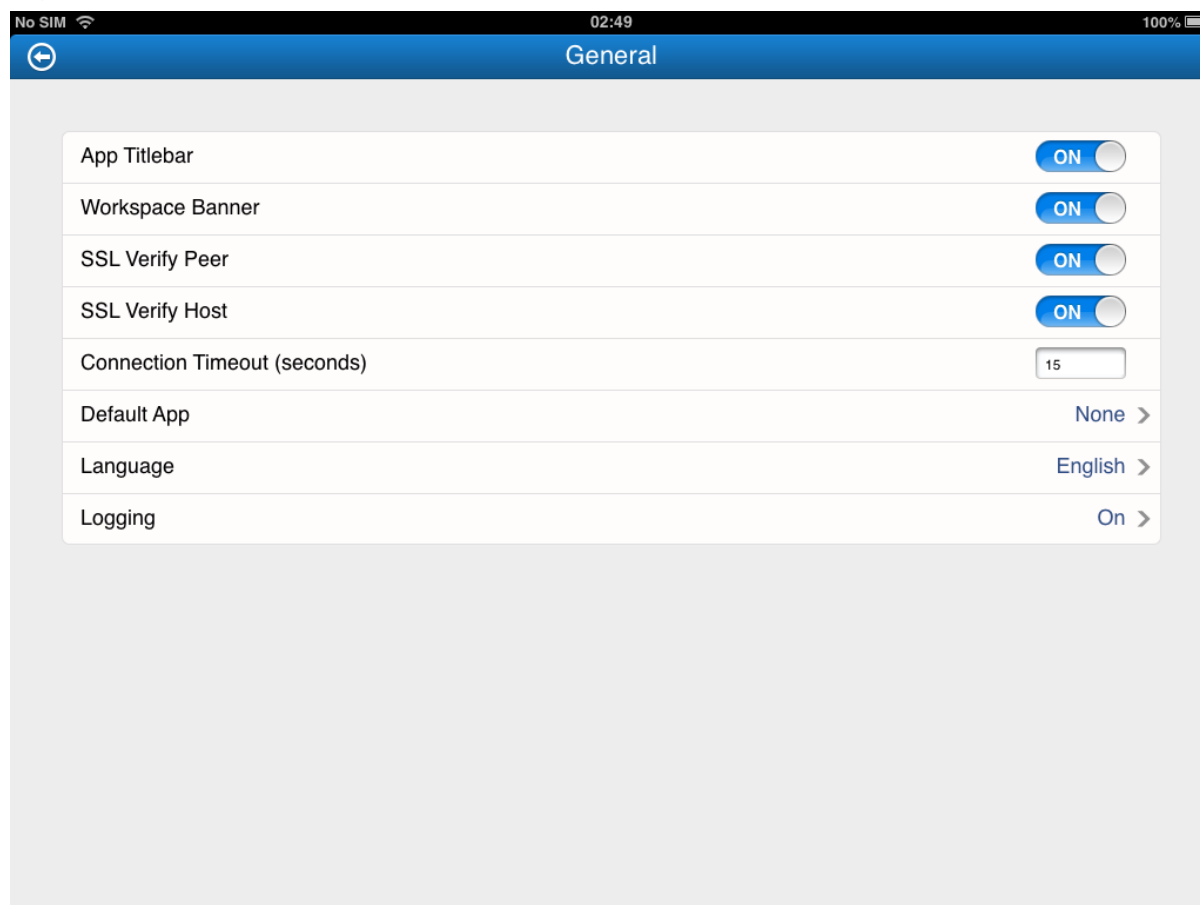 No SIM 02:49 100%
General
App Titlebar ON
Workspace Banner ON
SSL Verify Peer ON
SSL Verify Host ON
Connection Timeout (seconds) 15
Default App None
Language English
Logging On